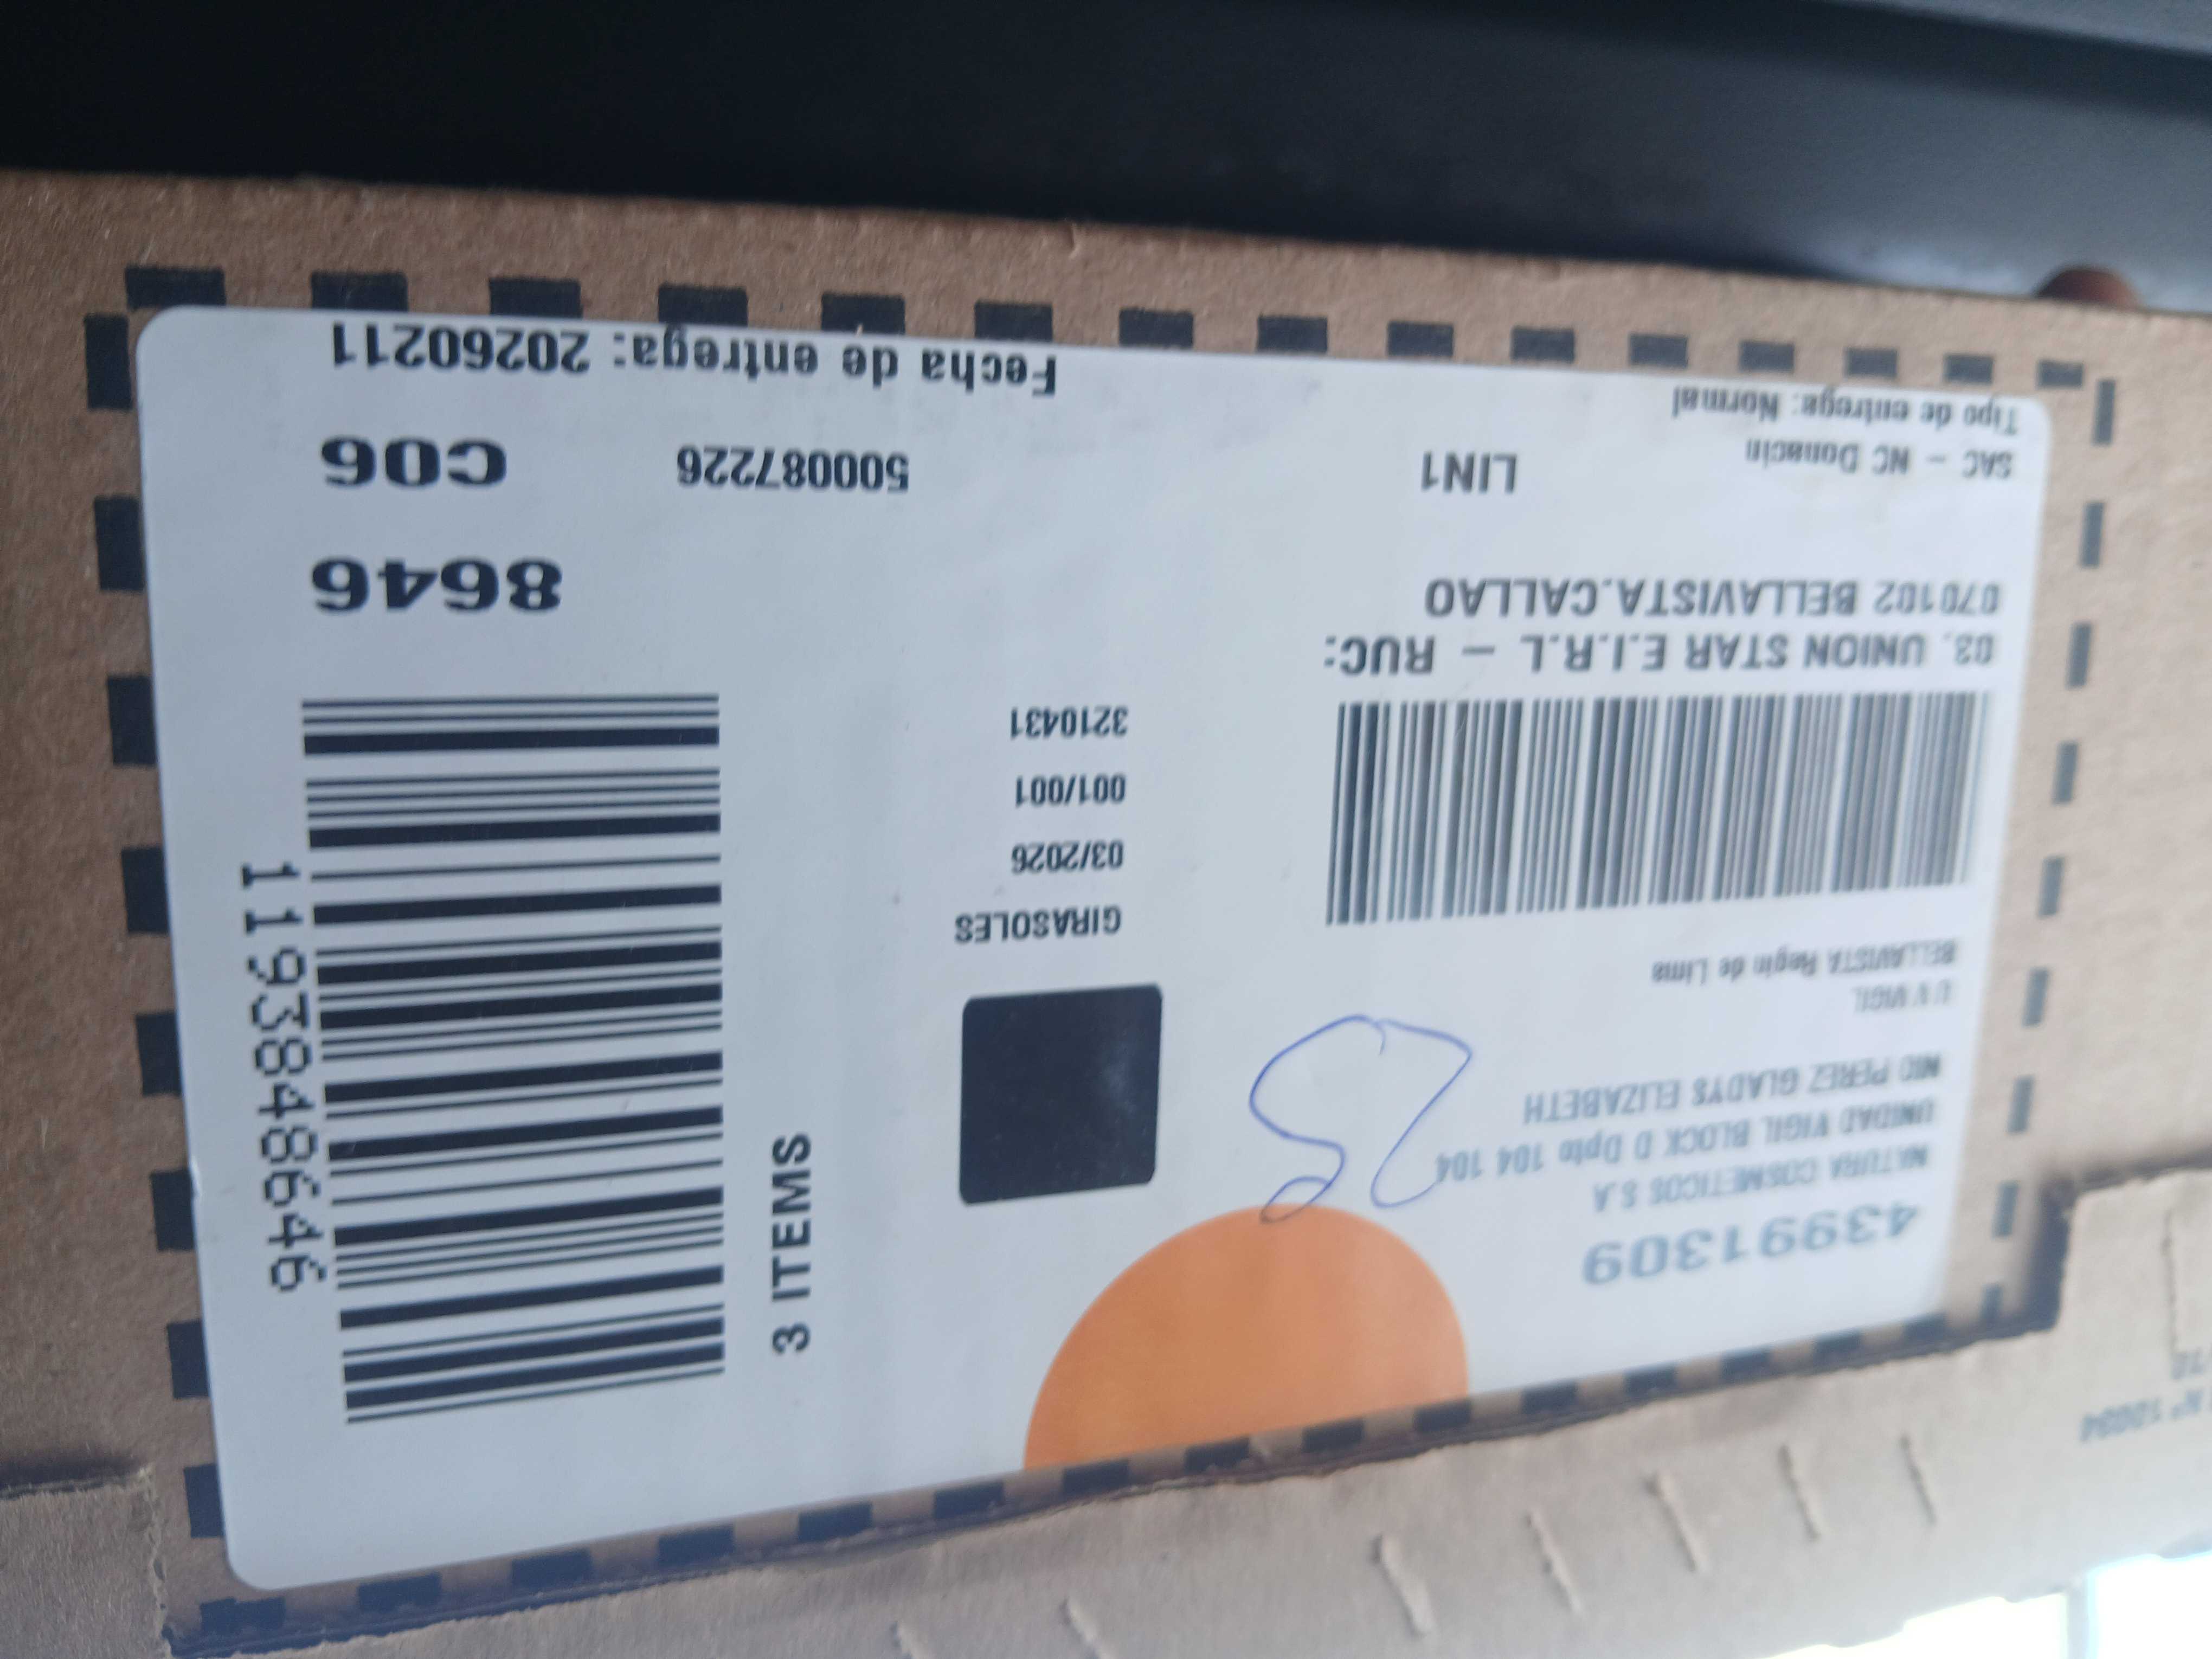 43991309
NATURA COSMETICOS S.A
UNIDAD VIGIL BLOCK D Dpto 104 104
NIO PEREZ GLADYS ELIZABETH
U V VIGIL
BELLAVISTA Regin de Lima
03. UNION STAR E.I.R.L - RUC:
070102 BELLAVISTA.CALLAO
LIN1
SAC - NC Donacin
Tipo de entrega: Normal
GIRASOLES
03/2026
001/001
3210431
3 ITEMS
1193848646
8646
500087226
C06
Fecha de entrega: 20260211